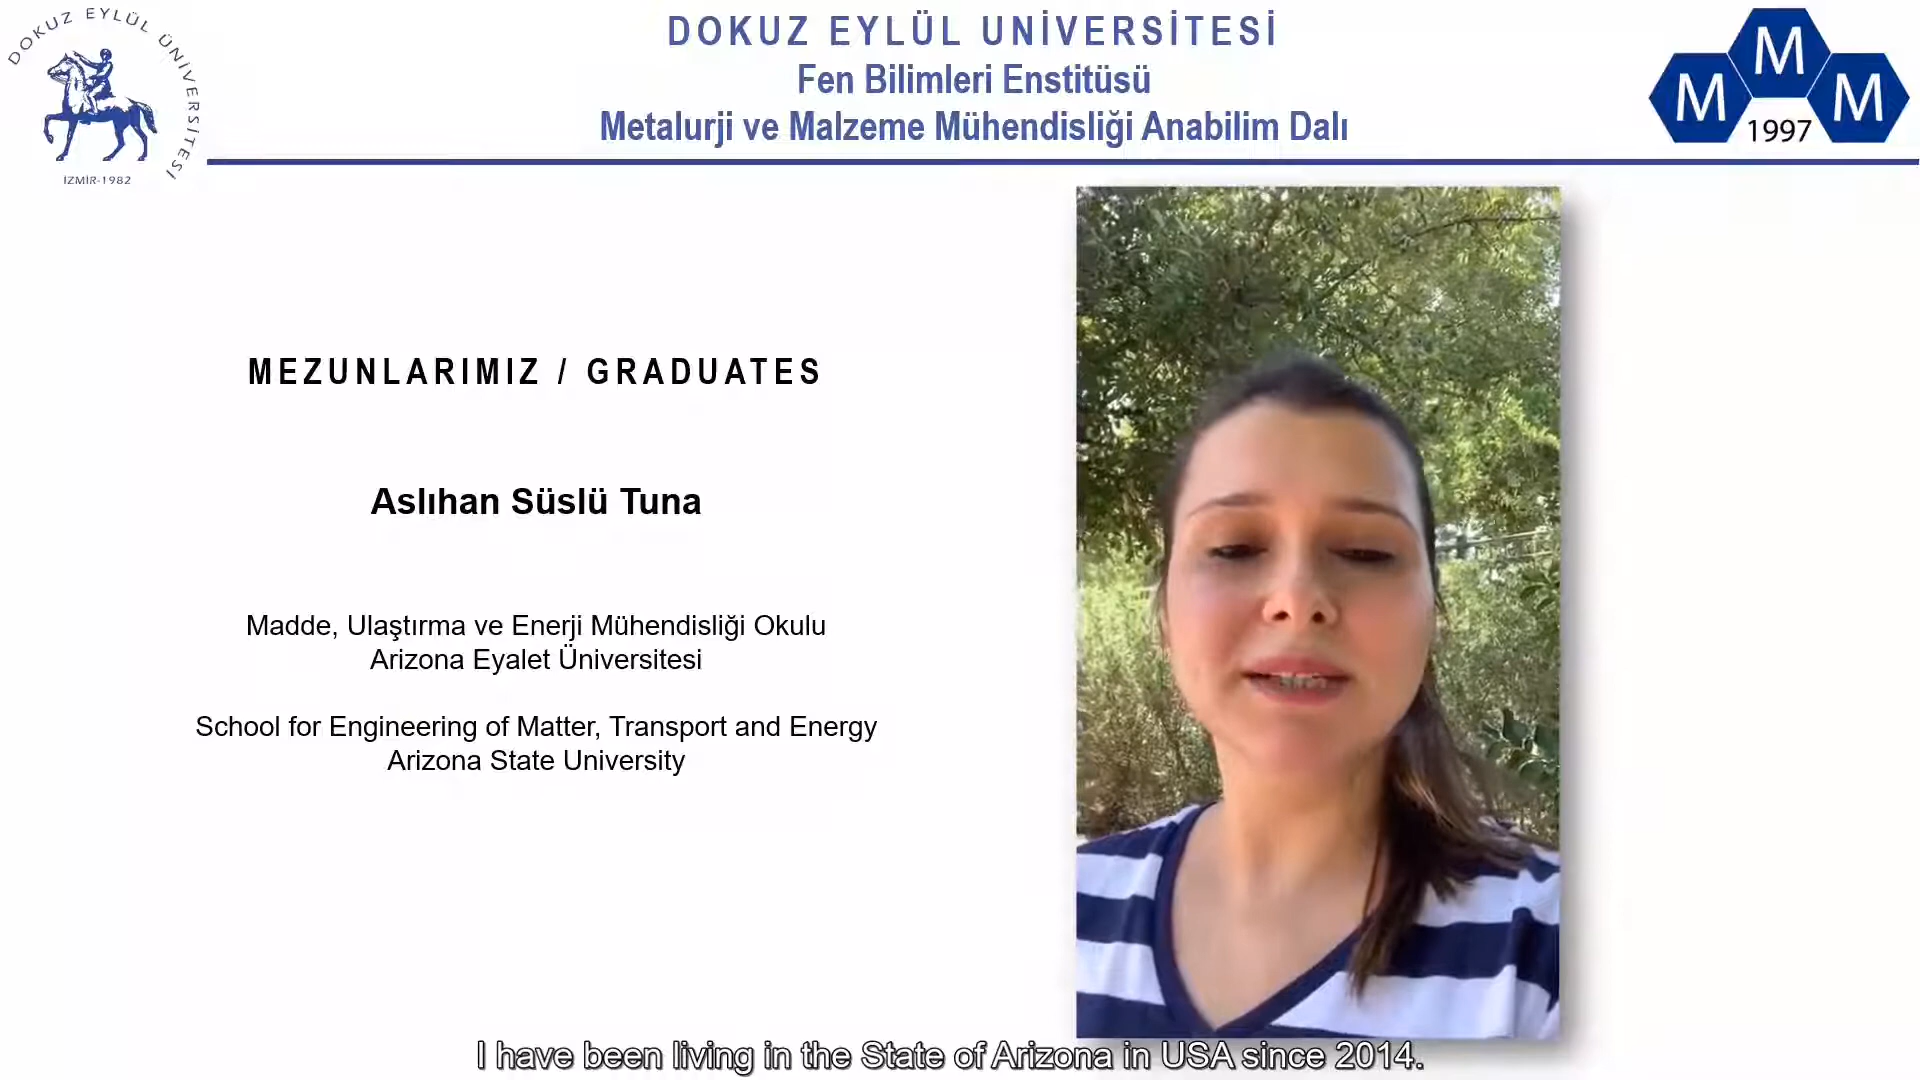 DOKUZ EYLÜL ÜNİVERSİTESİ
İZMİR-1982
DOKUZ EYLÜL UNİVERSİTESİ
Fen Bilimleri Enstitüsü
Metalurji ve Malzeme Mühendisliği Anabilim Dalı
M M M
1997
MEZUNLARIMIZ / GRADUATES
Aslıhan Süslü Tuna
Madde, Ulaştırma ve Enerji Mühendisliği Okulu
Arizona Eyalet Üniversitesi
School for Engineering of Matter, Transport and Energy
Arizona State University
I have been living in the State of Arizona in USA since 2014.